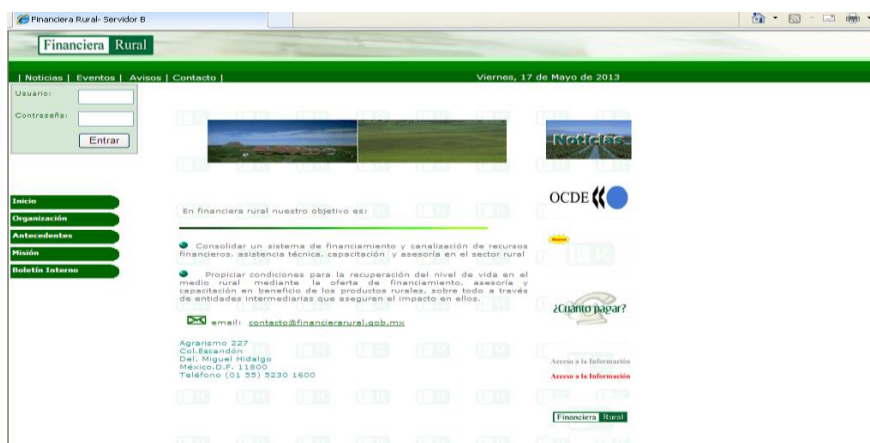 Financiera Rural- Servidor B
Financiera Rural
| Noticias | Eventos | Avisos | Contacto |
Viernes, 17 de Mayo de 2013
Usuario:
Contraseña:
Entrar
Noticias
OCDE
Inicio
Organización
Antecedentes
Misión
Boletín Interno
En financiera rural nuestro objetivo es:
Consolidar un sistema de financiamiento y canalización de recursos
financieros, asistencia técnica, capacitación y asesoría en el sector rural
Propiciar condiciones para la recuperación del nivel de vida en el
medio rural mediante la oferta de financiamiento, asesoría y
capacitación en beneficio de los productos rurales, sobre todo a través
de entidades intermediarias que aseguren el impacto en ellos.
email: contacto@financierarural.gob.mx
Agrarismo 227
Col.Escandón
Del. Miguel Hidalgo
México.D.F. 11800
Teléfono (01 55) 5230 1600
¿Cuánto pagar?
Acceso a la Información
Acceso a la Información
Financiera Rural